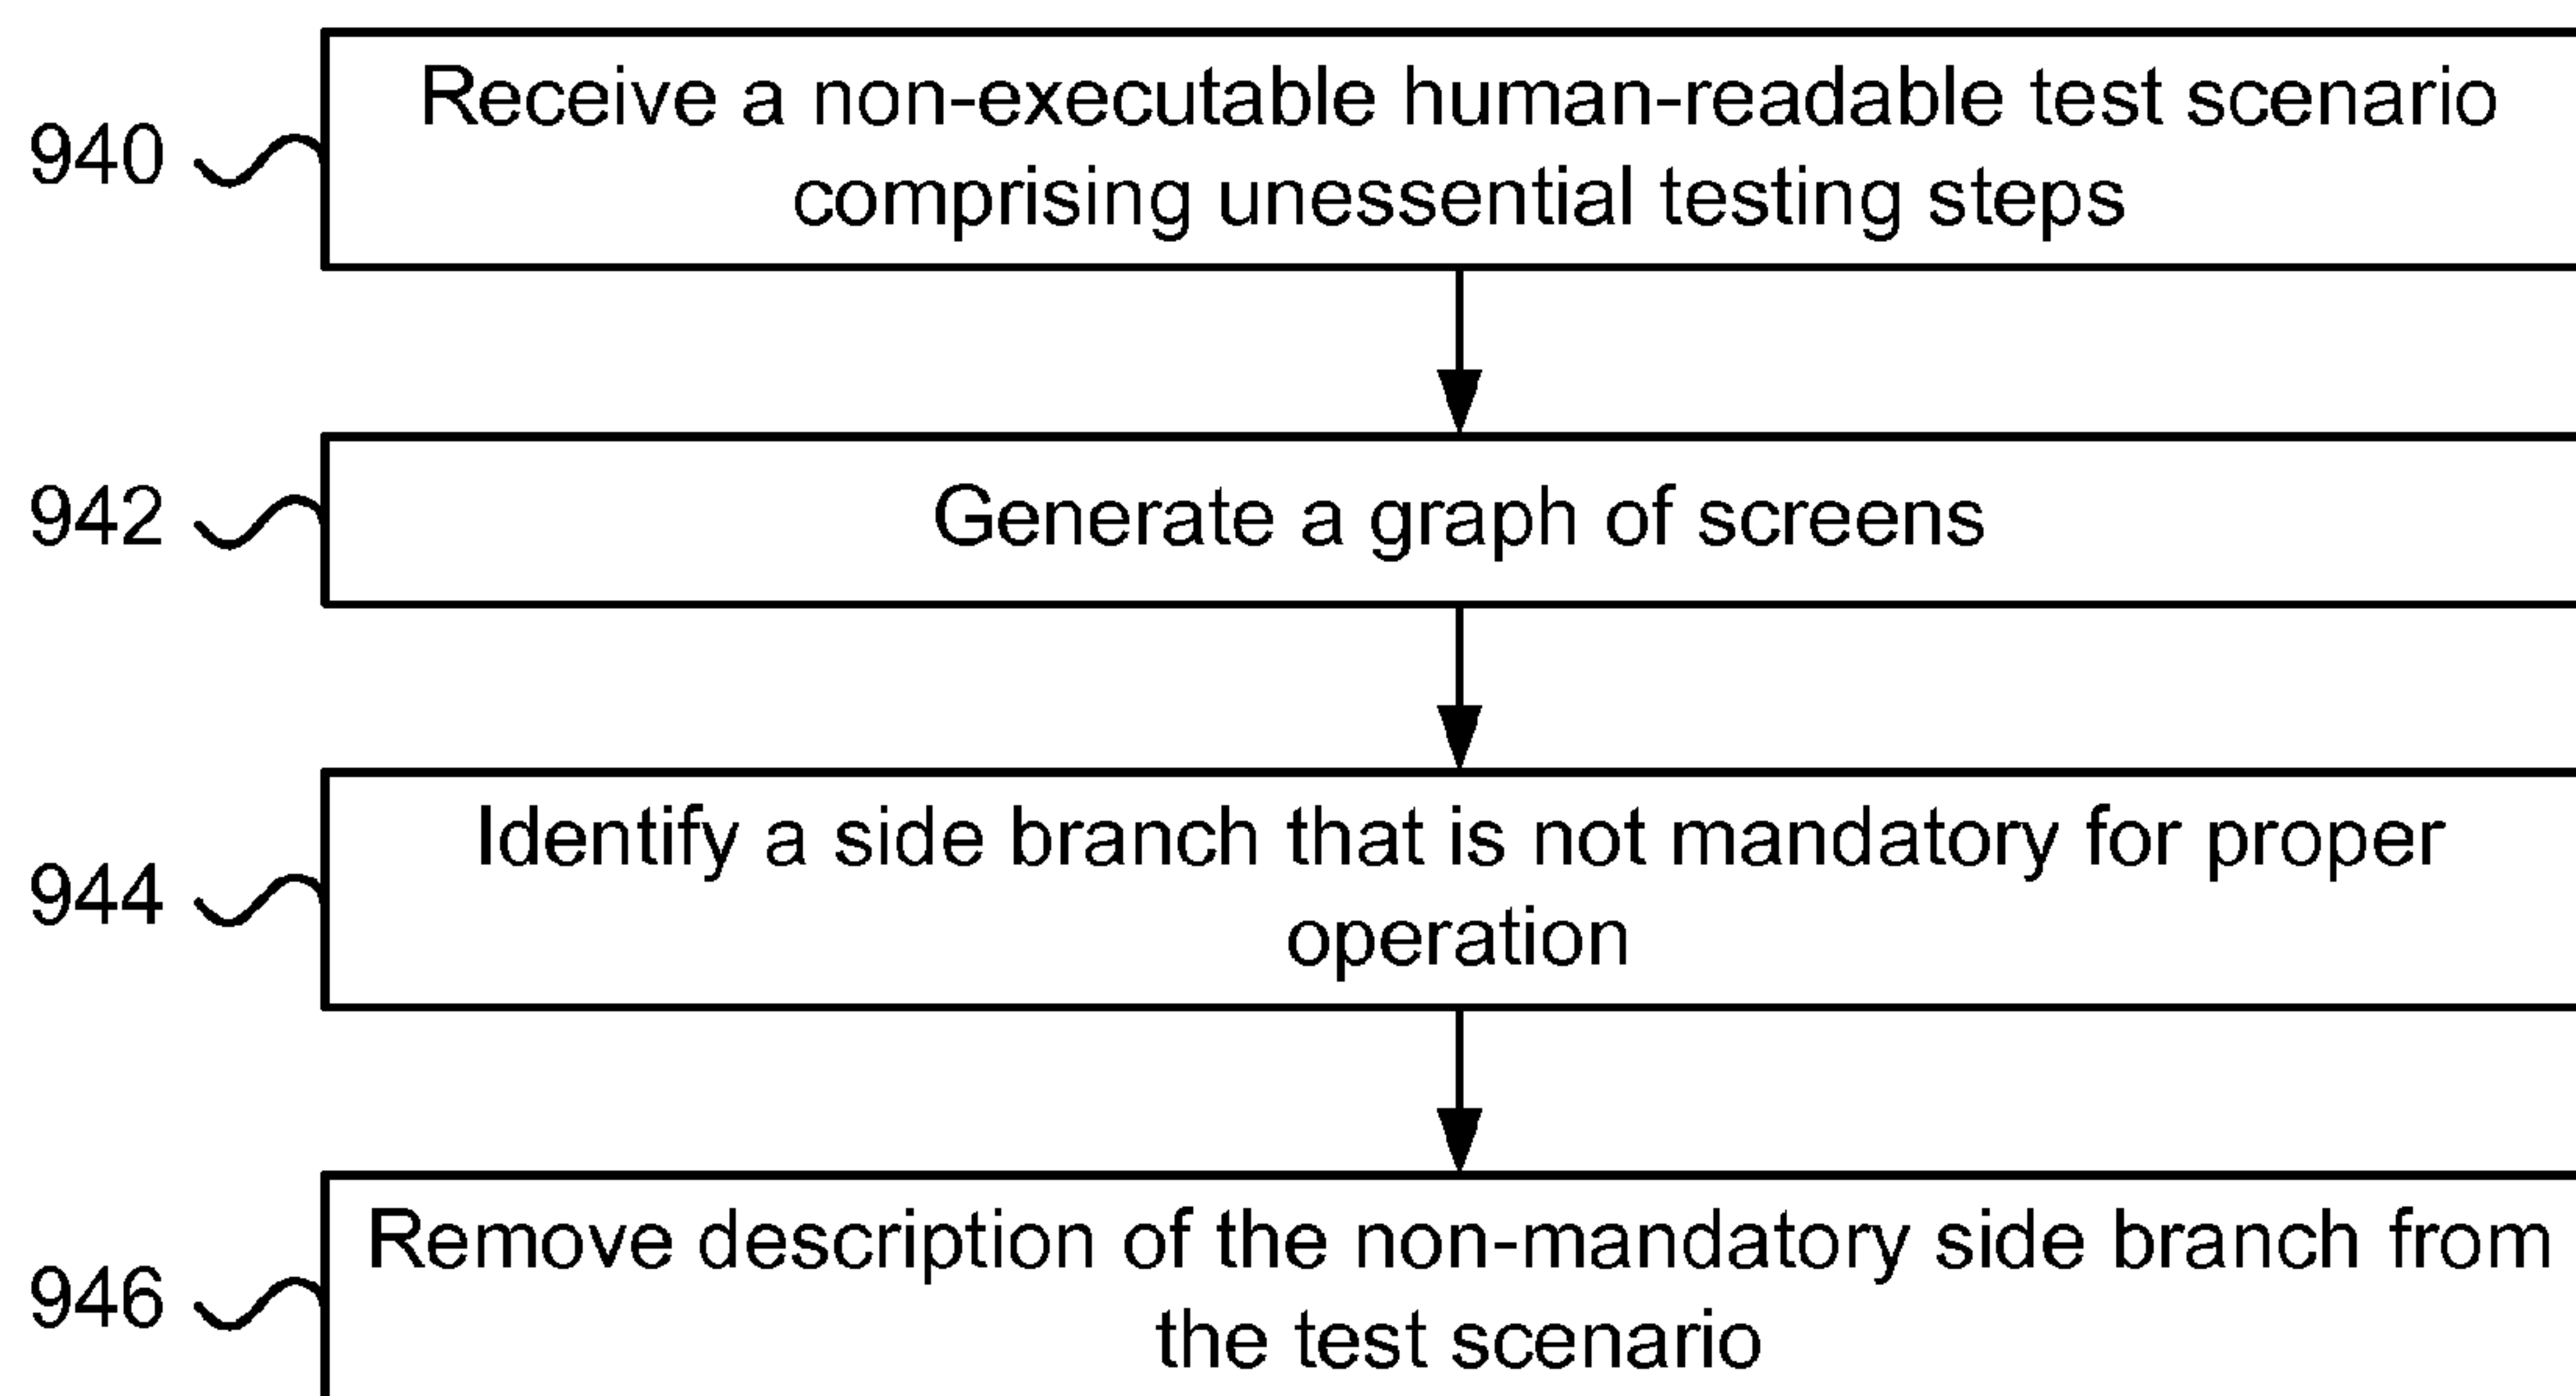 940
Receive a non-executable human-readable test scenario
comprising unessential testing steps
942
Generate a graph of screens
944
Identify a side branch that is not mandatory for proper
operation
946
Remove description of the non-mandatory side branch from
the test scenario